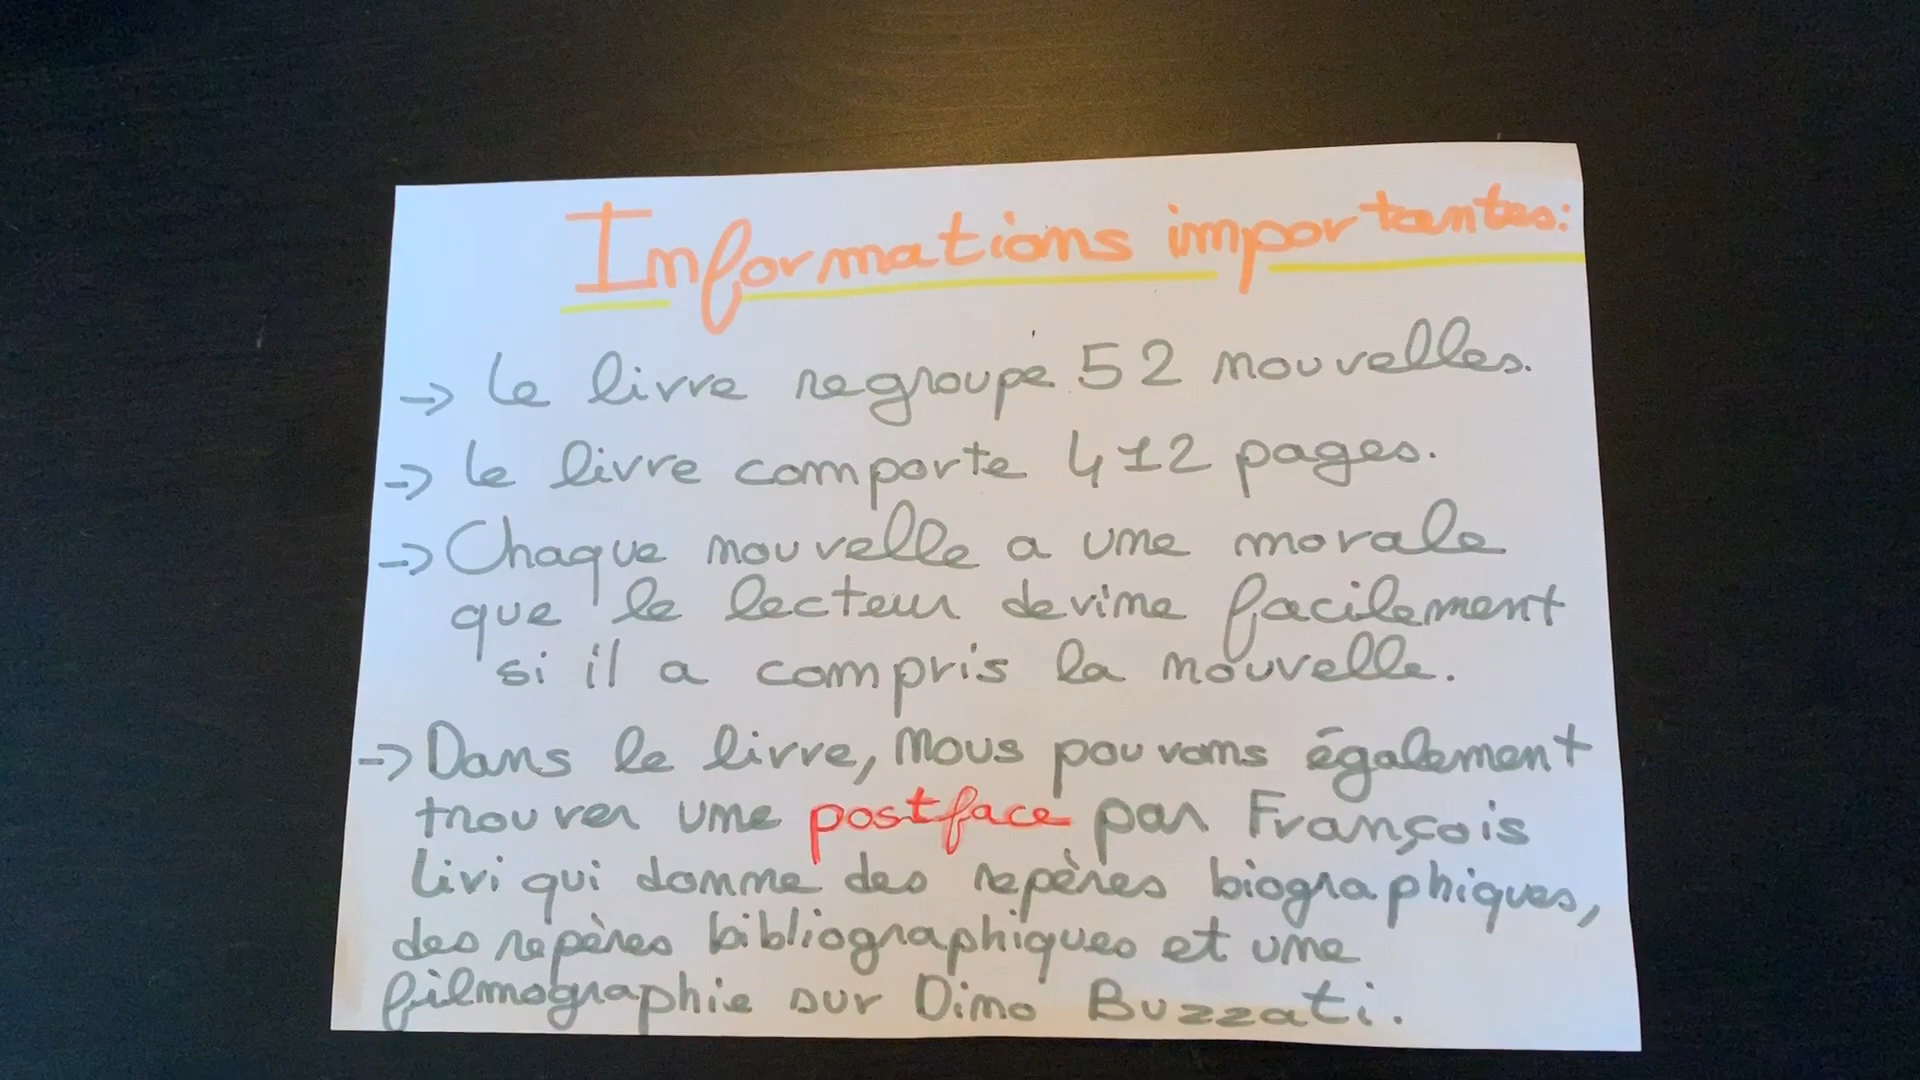 Informations importantes:
-> Le livre regroupe 52 nouvelles.
-> Le livre comporte 412 pages.
-> Chaque nouvelle a une morale
que le lecteur devine facilement
si il a compris la nouvelle.
-> Dans le livre, nous pouvons également
trouver une postface par François
Livi qui donne des repères biographiques,
des repères bibliographiques et une
filmographie sur Dino Buzzati.